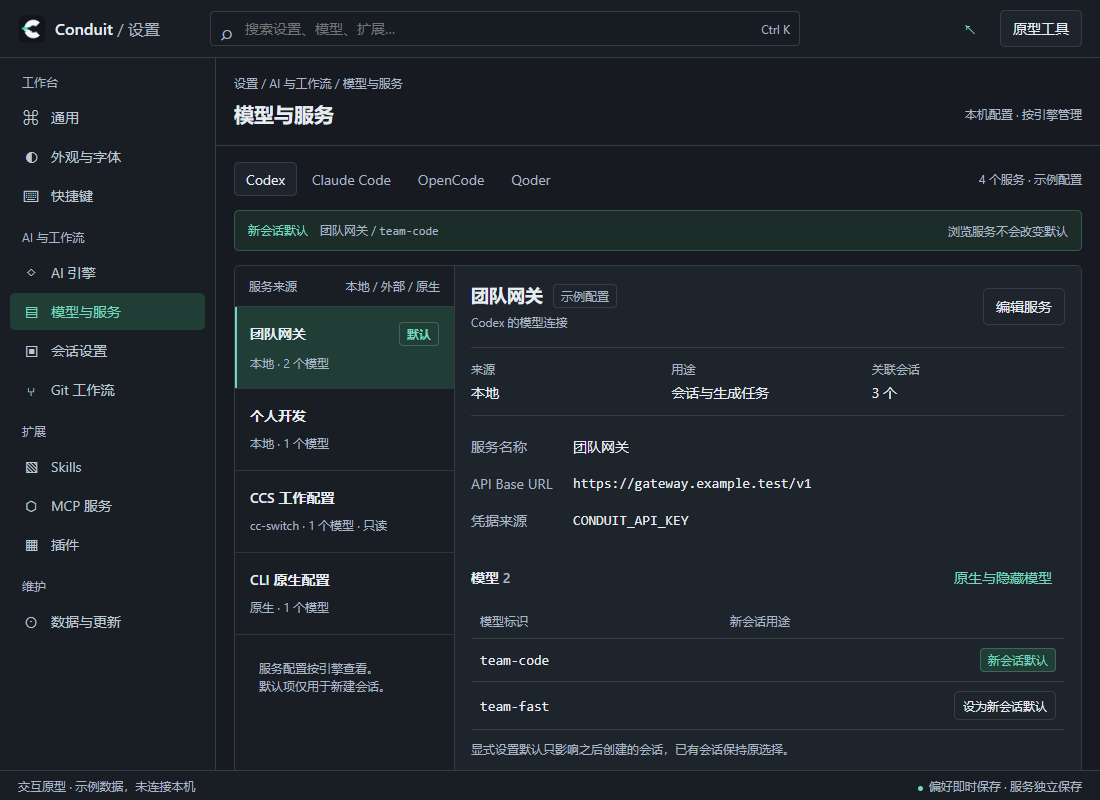 Conduit / 设置
搜索设置、模型、扩展...
Ctrl K
原型工具
工作台
通用
外观与字体
快捷键
AI 与工作流
AI 引擎
模型与服务
会话设置
Git 工作流
扩展
Skills
MCP 服务
插件
维护
数据与更新
设置 / AI 与工作流 / 模型与服务
模型与服务
本机配置 · 按引擎管理
Codex
Claude Code
OpenCode
Qoder
4 个服务 · 示例配置
新会话默认 团队网关 / team-code
浏览服务不会改变默认
服务来源
本地 / 外部 / 原生
团队网关
默认
本地 · 2 个模型
个人开发
本地 · 1 个模型
CCS 工作配置
cc-switch · 1 个模型 · 只读
CLI 原生配置
原生 · 1 个模型
服务配置按引擎查看。
默认项仅用于新建会话。
团队网关
示例配置
Codex 的模型连接
编辑服务
来源
本地
用途
会话与生成任务
关联会话
3 个
服务名称 团队网关
API Base URL https://gateway.example.test/v1
凭据来源 CONDUIT_API_KEY
模型 2
原生与隐藏模型
模型标识
新会话用途
team-code
新会话默认
team-fast
设为新会话默认
显式设置默认只影响之后创建的会话，已有会话保持原选择。
交互原型 · 示例数据，未连接本机
偏好即时保存 · 服务独立保存